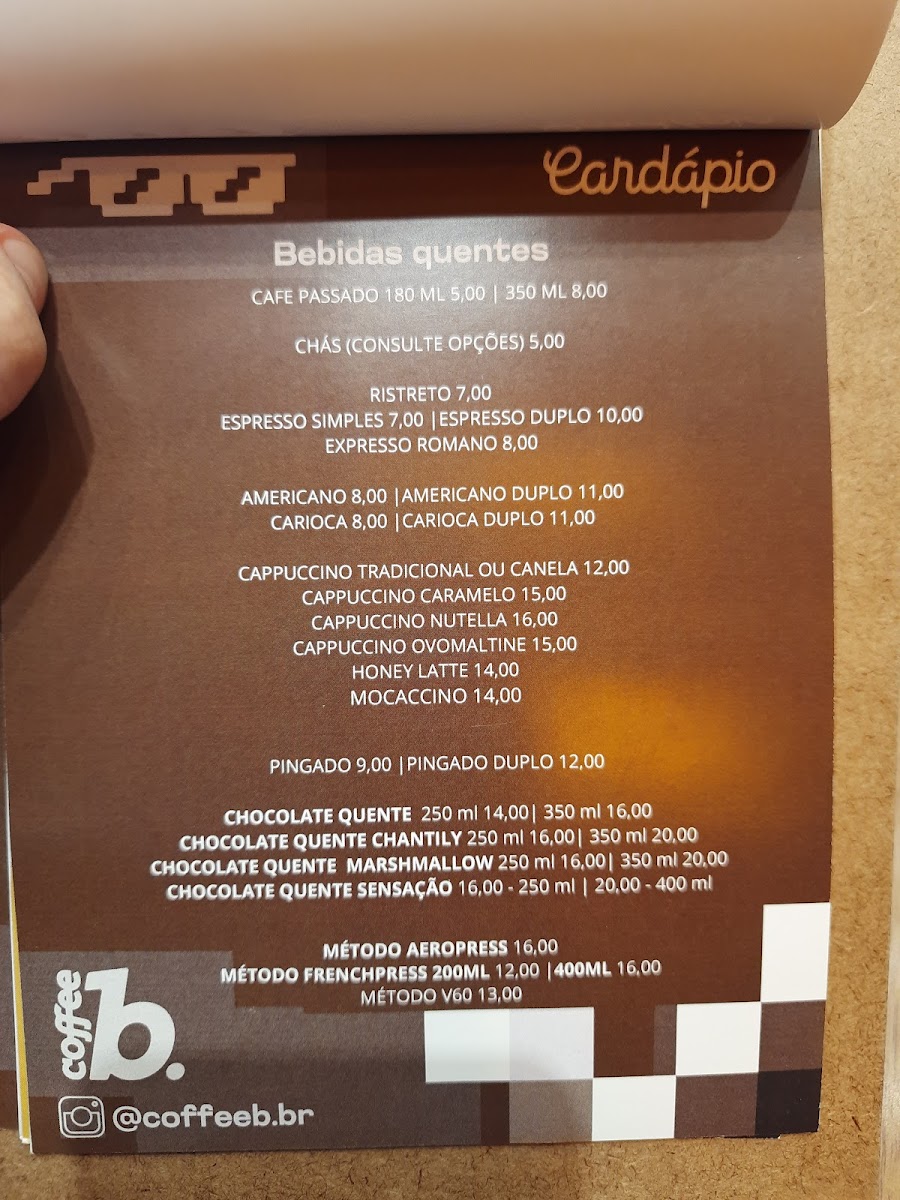 Cardápio
Bebidas quentes
CAFE PASSADO 180 ML 5,00 | 350 ML 8,00
CHÁS (CONSULTE OPÇÕES) 5,00
RISTRETO 7,00
ESPRESSO SIMPLES 7,00 |ESPRESSO DUPLO 10,00
EXPRESSO ROMANO 8,00
AMERICANO 8,00 |AMERICANO DUPLO 11,00
CARIOCA 8,00 |CARIOCA DUPLO 11,00
CAPPUCCINO TRADICIONAL OU CANELA 12,00
CAPPUCCINO CARAMELO 15,00
CAPPUCCINO NUTELLA 16,00
CAPPUCCINO OVOMALTINE 15,00
HONEY LATTE 14,00
MOCACCINO 14,00
PINGADO 9,00 |PINGADO DUPLO 12,00
CHOCOLATE QUENTE 250 ml 14,00| 350 ml 16,00
CHOCOLATE QUENTE CHANTILY 250 ml 16,00| 350 ml 20,00
CHOCOLATE QUENTE MARSHMALLOW 250 ml 16,00| 350 ml 20,00
CHOCOLATE QUENTE SENSAÇÃO 16,00 - 250 ml | 20,00 - 400 ml
MÉTODO AEROPRESS 16,00
MÉTODO FRENCHPRESS 200ML 12,00 |400ML 16,00
MÉTODO V60 13,00
coffee b.
@coffeeb.br